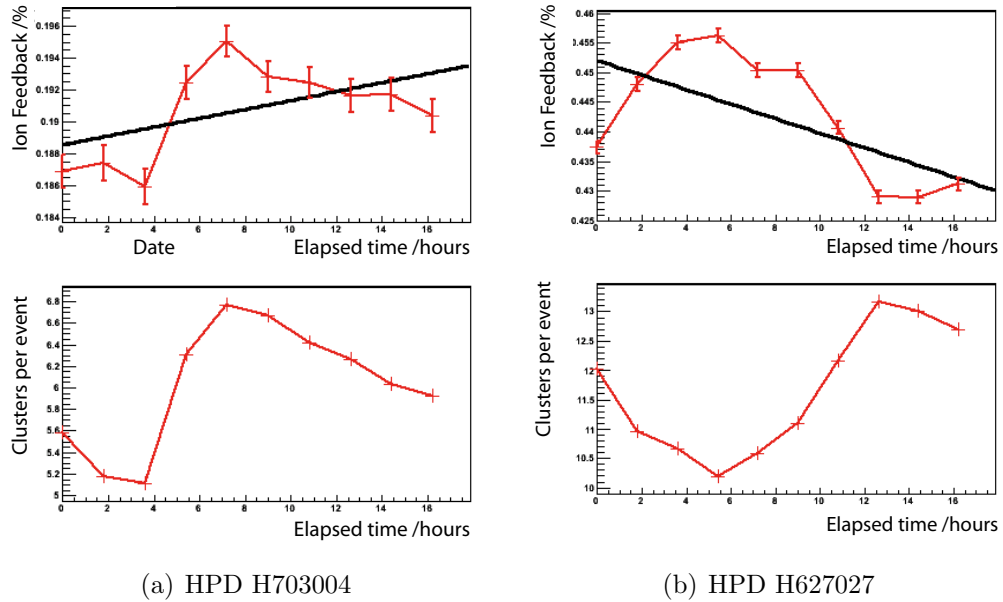 Ion Feedback /%
0.196
0.194
0.192
0.19
0.188
0.186
0.184
0 2 4 6 8 10 12 14 16
Date
Elapsed time /hours
Ion Feedback /%
0.46
0.455
0.45
0.445
0.44
0.435
0.43
0.425
0 2 4 6 8 10 12 14 16
Elapsed time /hours
Clusters per event
6.8
6.6
6.4
6.2
6
5.8
5.6
5.4
5.2
5
0 2 4 6 8 10 12 14 16
Elapsed time /hours
Clusters per event
13
12.5
12
11.5
11
10.5
10
0 2 4 6 8 10 12 14 16
Elapsed time /hours
(a) HPD H703004
(b) HPD H627027